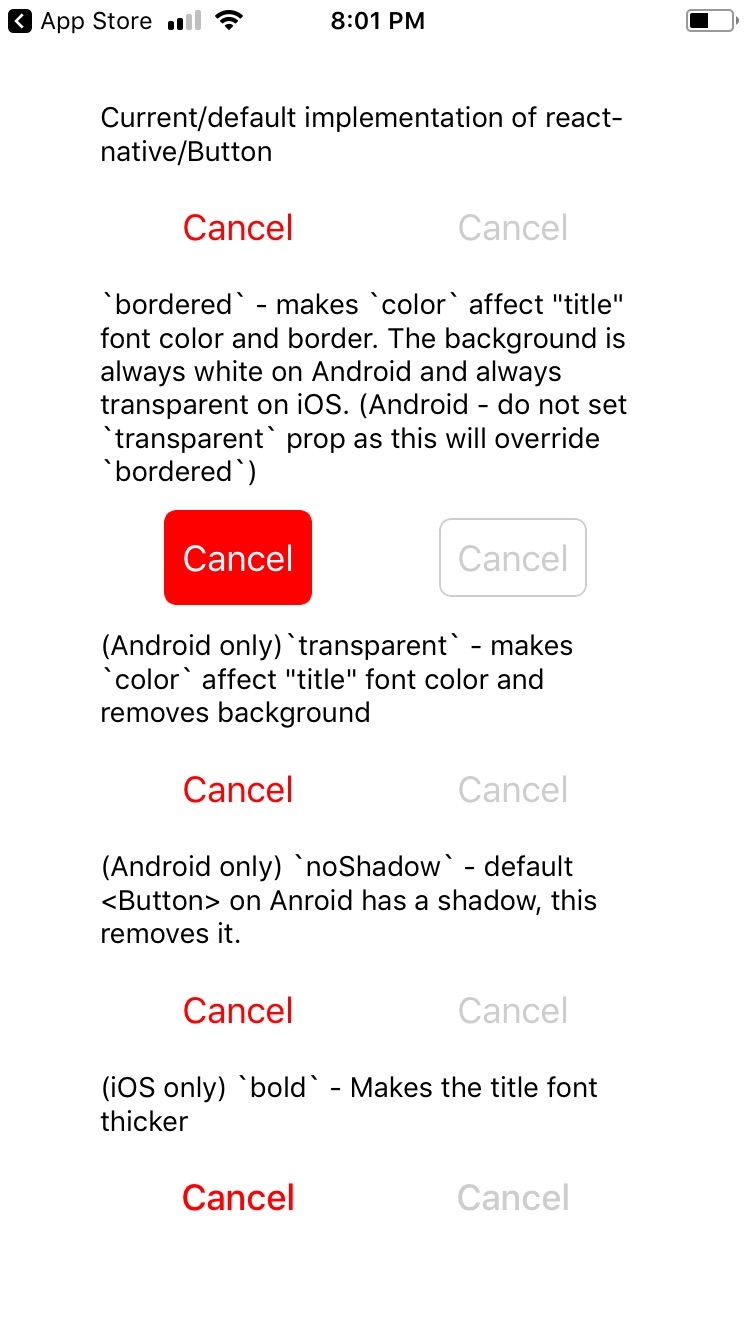 App Store 8:01 PM
Current/default implementation of react-
native/Button
Cancel Cancel
`bordered` - makes `color` affect "title"
font color and border. The background is
always white on Android and always
transparent on iOS. (Android - do not set
`transparent` prop as this will override
`bordered`)
Cancel Cancel
(Android only)`transparent` - makes
`color` affect "title" font color and
removes background
Cancel Cancel
(Android only) `noShadow` - default
<Button> on Anroid has a shadow, this
removes it.
Cancel Cancel
(iOS only) `bold` - Makes the title font
thicker
Cancel Cancel